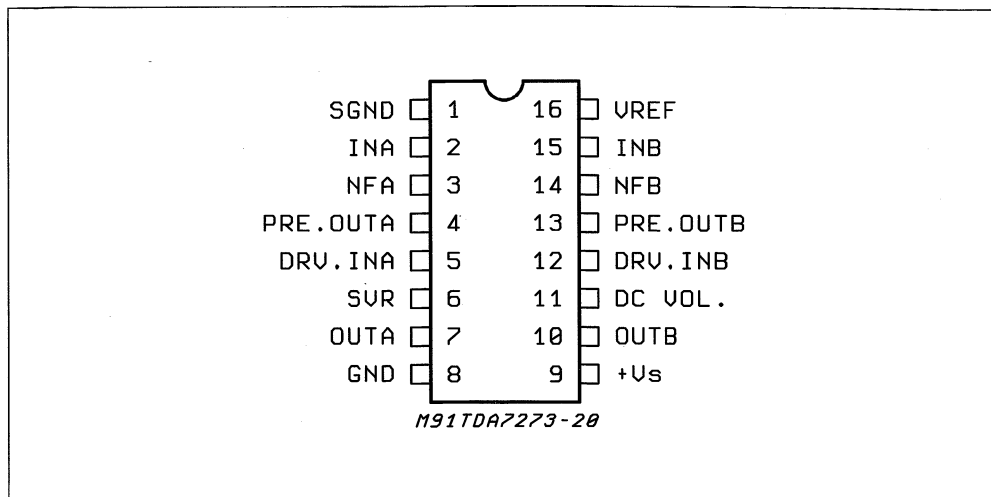 SGND 1 16 VREF
INA 2 15 INB
NFA 3 14 NFB
PRE.OUTA 4 13 PRE.OUTB
DRV.INA 5 12 DRV.INB
SVR 6 11 DC VOL.
OUTA 7 10 OUTB
GND 8 9 +Vs
M91TDA7273-20